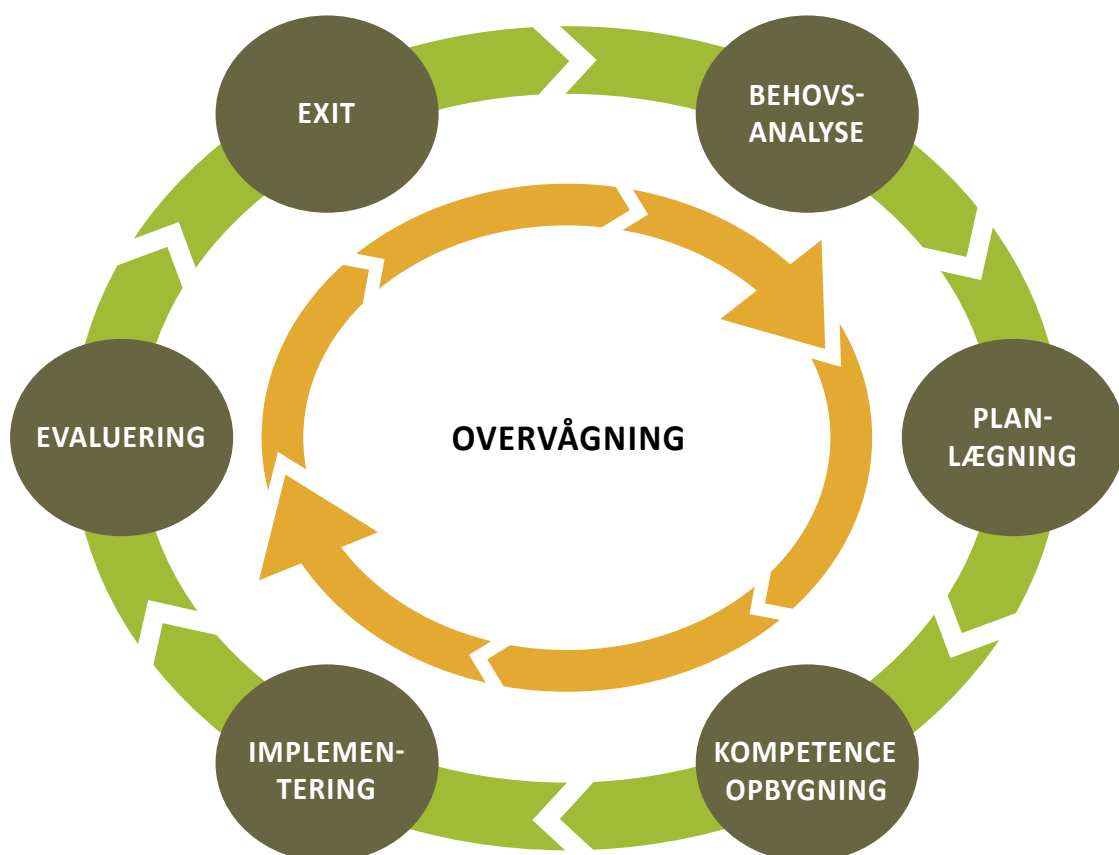 EXIT
BEHOVS-
ANALYSE
PLAN-
LÆGNING
KOMPETENCE
OPBYGNING
IMPLEMEN-
TERING
EVALUERING
OVERVÅGNING